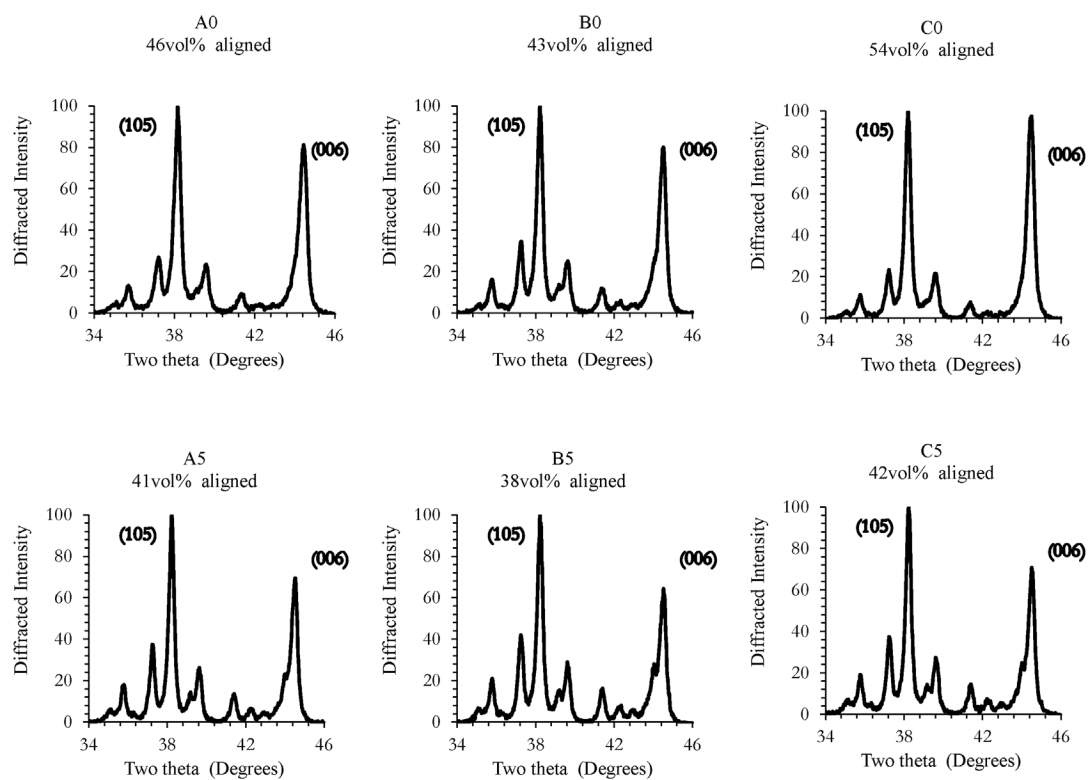 A0
46vol% aligned
100
80
60
40
20
0
Diffracted Intensity
(105)
(006)
34 38 42 46
Two theta (Degrees)
B0
43vol% aligned
100
80
60
40
20
0
Diffracted Intensity
(105)
(006)
34 38 42 46
Two theta (Degrees)
C0
54vol% aligned
100
80
60
40
20
0
Diffracted Intensity
(105)
(006)
34 38 42 46
Two theta (Degrees)
A5
41vol% aligned
100
80
60
40
20
0
Diffracted Intensity
(105)
(006)
34 38 42 46
Two theta (Degrees)
B5
38vol% aligned
100
80
60
40
20
0
Diffracted Intensity
(105)
(006)
34 38 42 46
Two theta (Degrees)
C5
42vol% aligned
100
80
60
40
20
0
Diffracted Intensity
(105)
(006)
34 38 42 46
Two theta (Degrees)